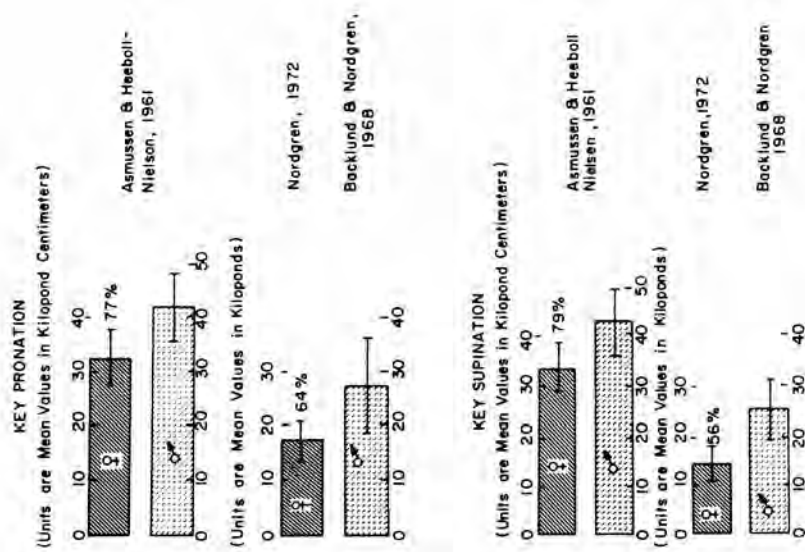 KEY PRONATION
(Units are Mean Values in Kilopond Centimeters)
0 10 20 30 40
♀ 77%
♂
0 10 20 30 40 50
Asmussen & Heeboll-
Nielson, 1961
(Units are Mean Values in Kiloponds)
0 10 20 30
♀ 64%
♂
0 10 20 30 40
Nordgren, 1972
Backlund & Nordgren,
1968
KEY SUPINATION
(Units are Mean Values in Kilopond Centimeters)
0 10 20 30 40
♀ 79%
♂
0 10 20 30 40 50
Asmussen & Heeboll
Nielsen, 1961
(Units are Mean Values in Kiloponds)
0 10 20 30
♀ 56%
♂
0 10 20 30 40
Nordgren, 1972
Backlund & Nordgren
1968